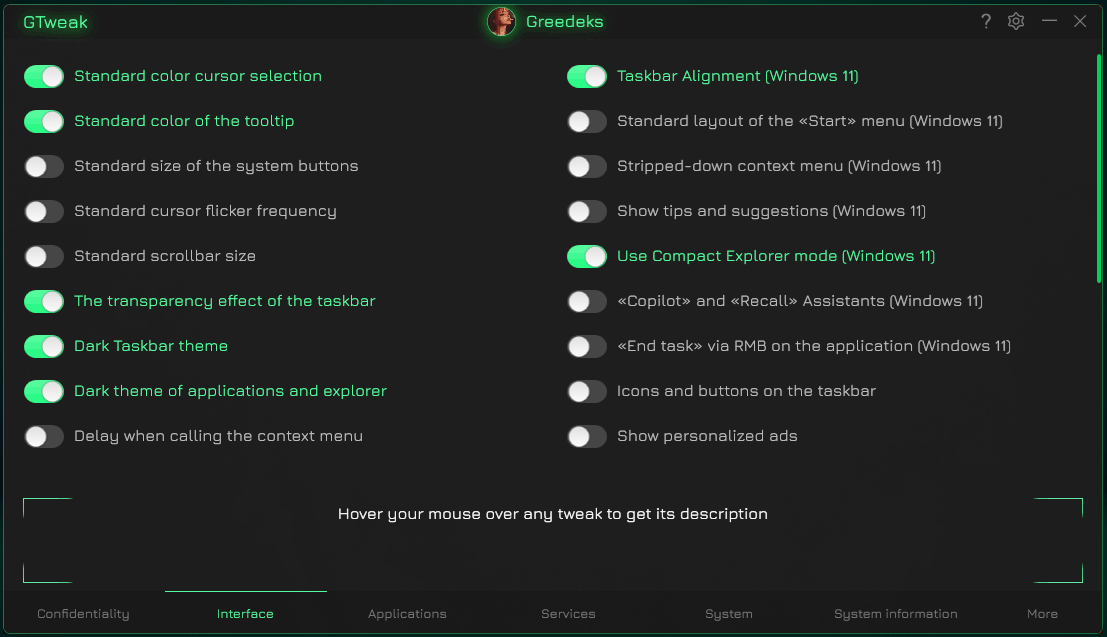 GTweak
Greedeks
?
Standard color cursor selection
Standard color of the tooltip
Standard size of the system buttons
Standard cursor flicker frequency
Standard scrollbar size
The transparency effect of the taskbar
Dark Taskbar theme
Dark theme of applications and explorer
Delay when calling the context menu
Taskbar Alignment (Windows 11)
Standard layout of the «Start» menu (Windows 11)
Stripped-down context menu (Windows 11)
Show tips and suggestions (Windows 11)
Use Compact Explorer mode (Windows 11)
«Copilot» and «Recall» Assistants (Windows 11)
«End task» via RMB on the application (Windows 11)
Icons and buttons on the taskbar
Show personalized ads
Hover your mouse over any tweak to get its description
Confidentiality
Interface
Applications
Services
System
System information
More